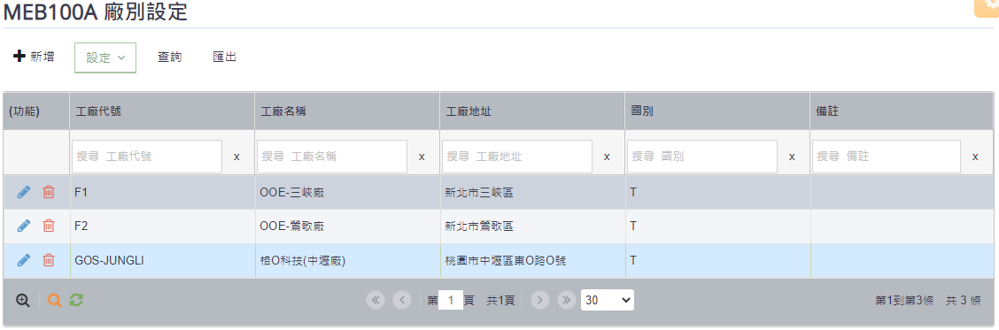 MEB100A 廠別設定
新增 設定 查詢 匯出
(功能) 工廠代號 工廠名稱 工廠地址 國別 備註
搜尋 工廠代號 x 搜尋 工廠名稱 x 搜尋 工廠地址 x 搜尋 國別 x 搜尋 備註 x
F1 OOE-三峽廠 新北市三峽區 T
F2 OOE-鶯歌廠 新北市鶯歌區 T
GOS-JUNGLI 格O科技(中壢廠) 桃園市中壢區東O路O號 T
第 1 頁 共1頁 30 第1到第3條 共 3 條